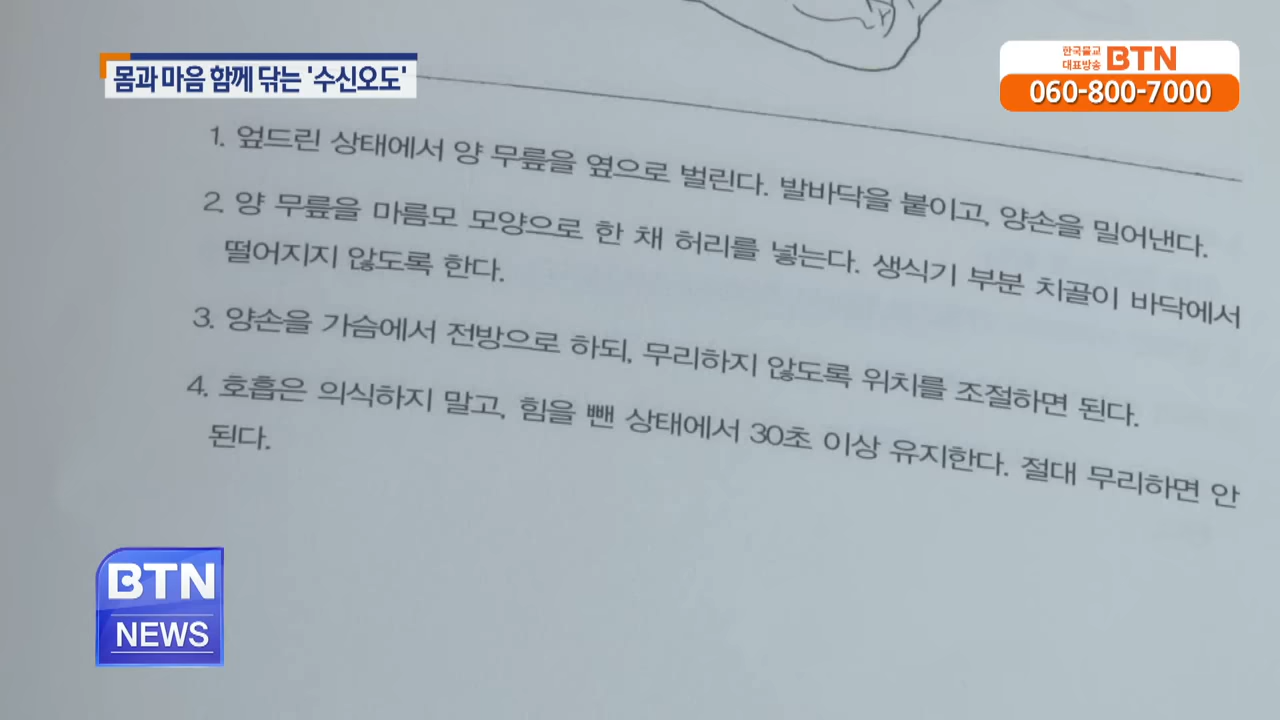 몸과 마음 함께 닦는 '수신오도'
한국불교
대표방송 BTN
060-800-7000
1. 엎드린 상태에서 양 무릎을 옆으로 벌린다. 발바닥을 붙이고, 양손을 밀어낸다.
2. 양 무릎을 마름모 모양으로 한 채 허리를 넣는다. 생식기 부분 치골이 바닥에서
떨어지지 않도록 한다.
3. 양손을 가슴에서 전방으로 하되, 무리하지 않도록 위치를 조절하면 된다.
4. 호흡은 의식하지 말고, 힘을 뺀 상태에서 30초 이상 유지한다. 절대 무리하면 안
된다.
BTN
NEWS